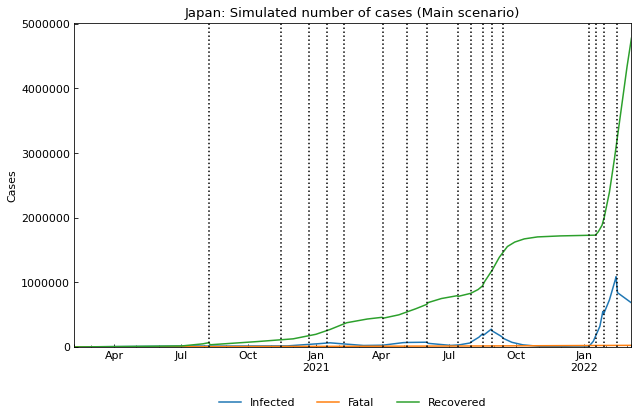 Japan: Simulated number of cases (Main scenario)
5000000
4000000
3000000
2000000
1000000
0
Cases
Apr Jul Oct Jan Apr Jul Oct Jan
2021 2022
Infected Fatal Recovered